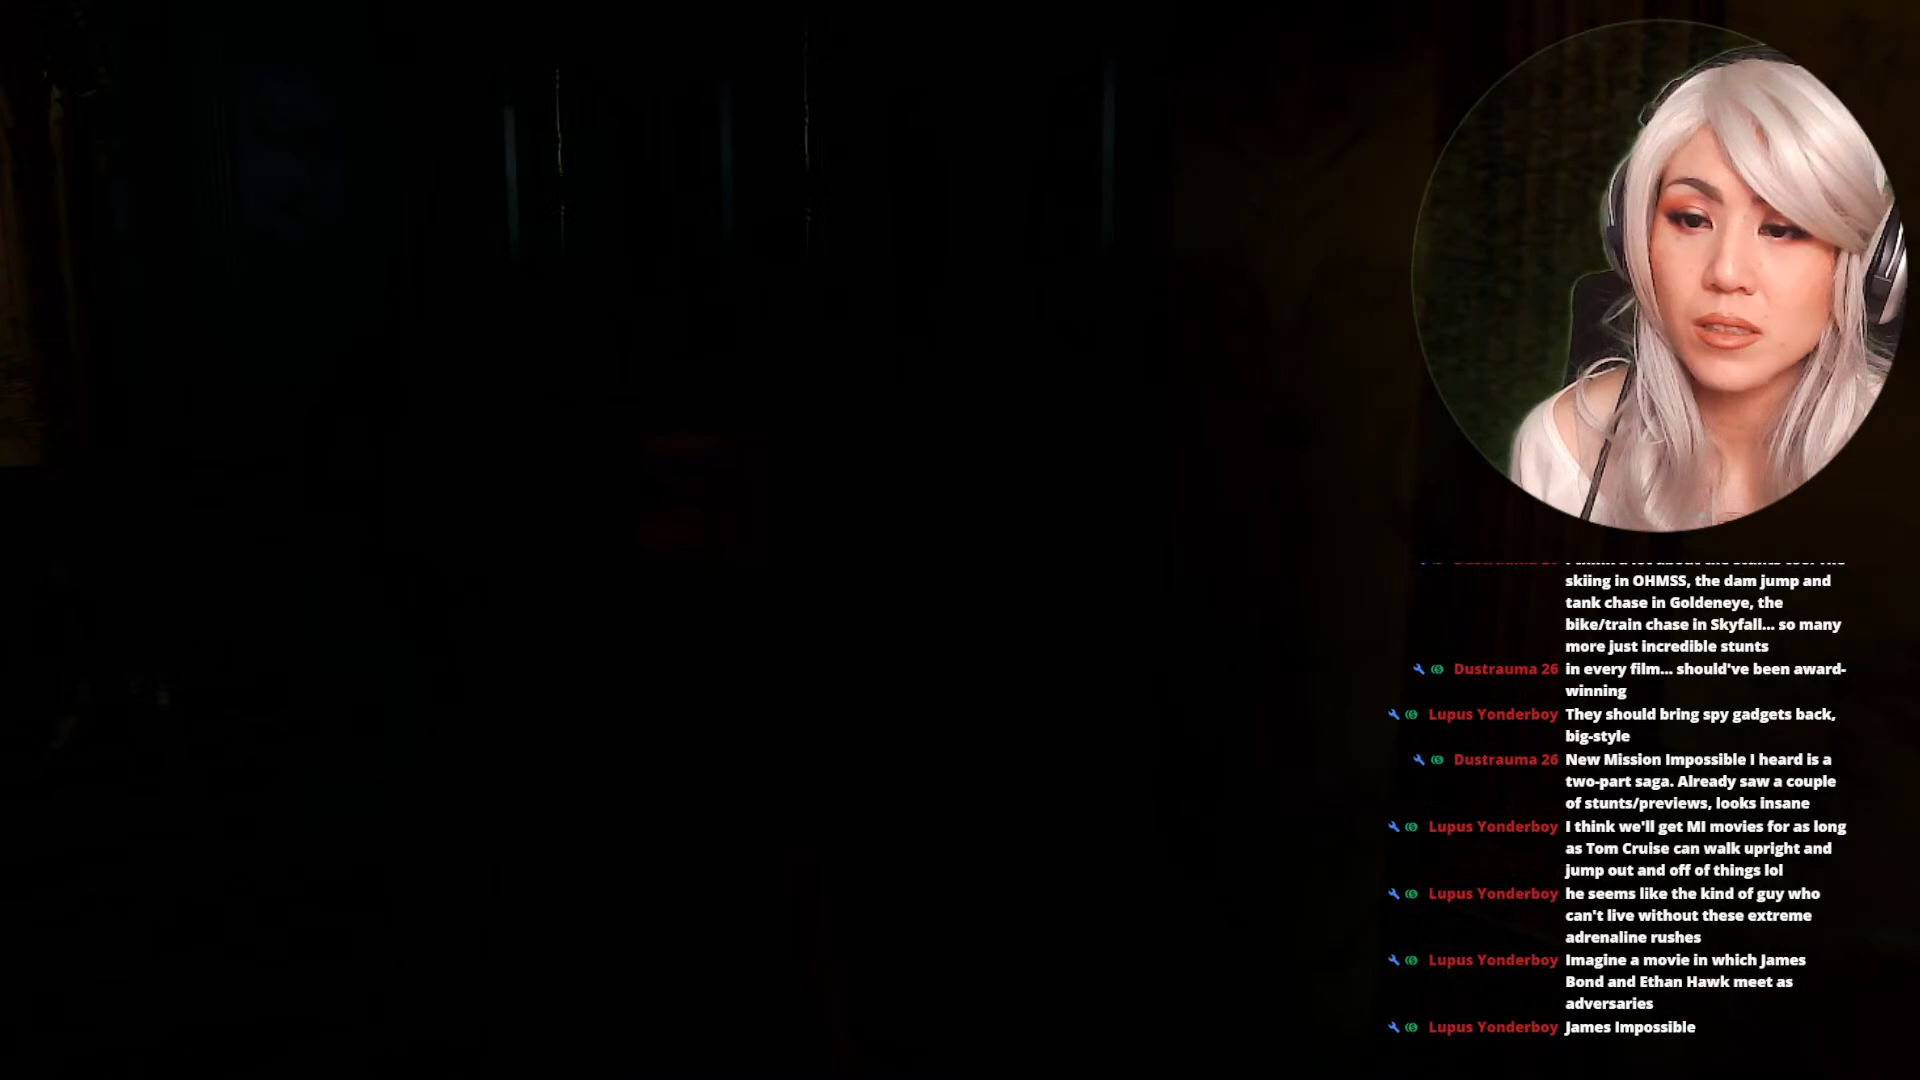 skiing in OHMSS, the dam jump and
tank chase in Goldeneye, the
bike/train chase in Skyfall... so many
more just incredible stunts
Dustrauma 26 in every film... should've been award-
winning
Lupus Yonderboy They should bring spy gadgets back,
big-style
Dustrauma 26 New Mission Impossible I heard is a
two-part saga. Already saw a couple
of stunts/previews, looks insane
Lupus Yonderboy I think we'll get MI movies for as long
as Tom Cruise can walk upright and
jump out and off of things lol
Lupus Yonderboy he seems like the kind of guy who
can't live without these extreme
adrenaline rushes
Lupus Yonderboy Imagine a movie in which James
Bond and Ethan Hawk meet as
adversaries
Lupus Yonderboy James Impossible